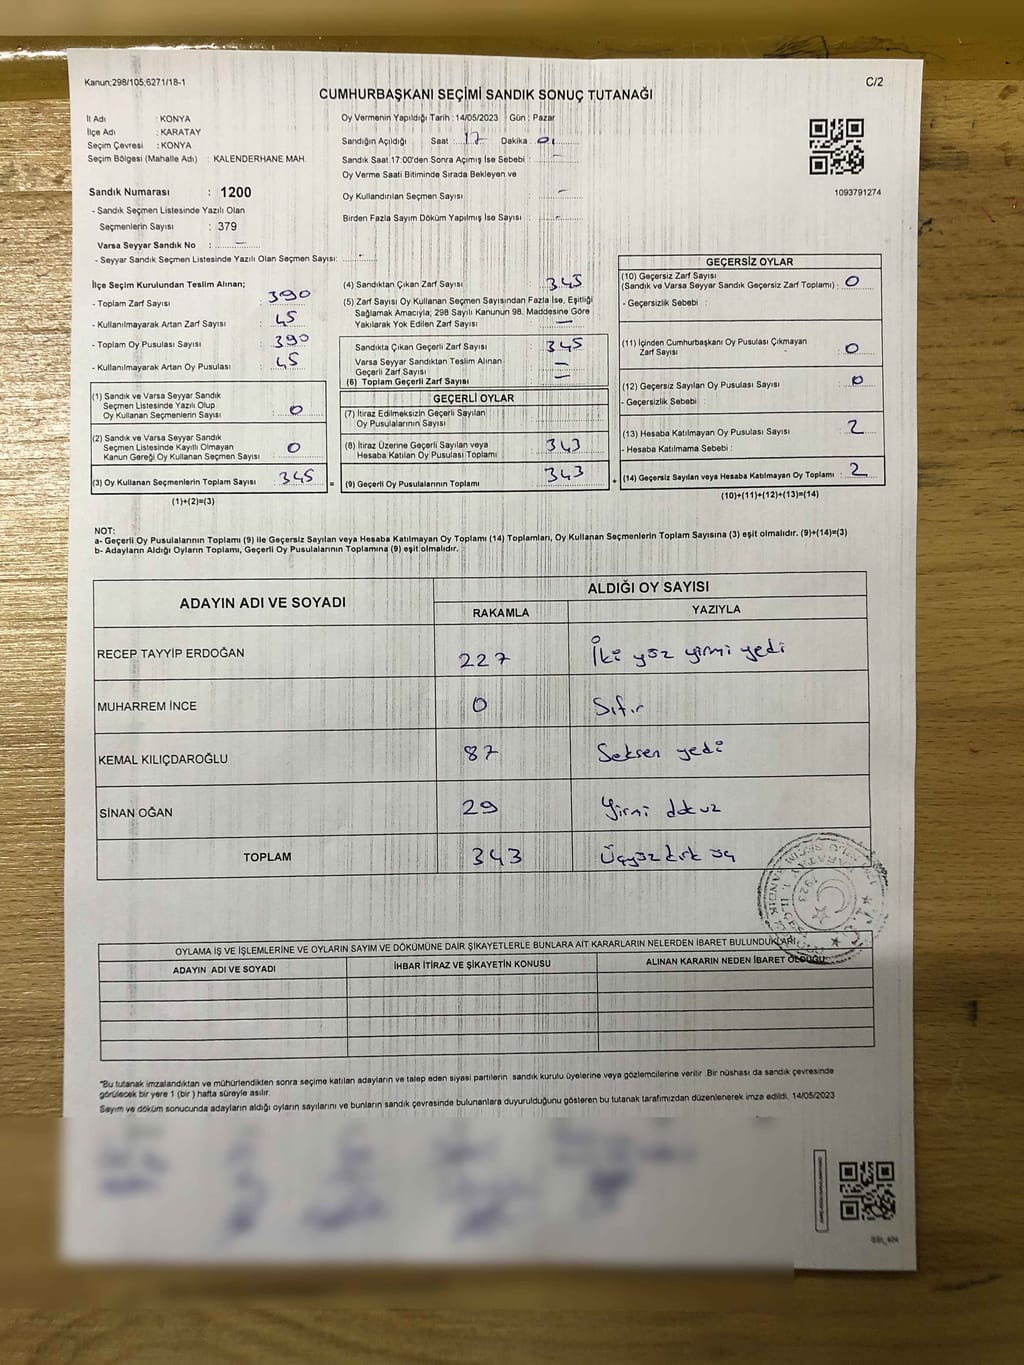 Kanun;298/105;6271/18-1
C/2
CUMHURBAŞKANI SEÇİMİ SANDIK SONUÇ TUTANAĞI
İl Adı : KONYA
İlçe Adı : KARATAY
Seçim Çevresi : KONYA
Seçim Bölgesi (Mahalle Adı) : KALENDERHANE MAH.
Sandık Numarası : 1200
- Sandık Seçmen Listesinde Yazılı Olan
Seçmenlerin Sayısı : 379
Varsa Seyyar Sandık No : –
- Seyyar Sandık Seçmen Listesinde Yazılı Olan Seçmen Sayısı: -
Oy Vermenin Yapıldığı Tarih : 14/05/2023 Gün : Pazar
Sandığın Açıldığı Saat : 17 Dakika : 01
Sandık Saat 17:00'den Sonra Açımış İse Sebebi : –
Oy Verme Saati Bitiminde Sırada Bekleyen ve
Oy Kullandırılan Seçmen Sayısı : –
Birden Fazla Sayım Döküm Yapılmış İse Sayısı : –
1093791274
İlçe Seçim Kurulundan Teslim Alınan;
- Toplam Zarf Sayısı : 390
- Kullanılmayarak Artan Zarf Sayısı : 45
- Toplam Oy Pusulası Sayısı : 390
- Kullanılmayarak Artan Oy Pusulası : 45
(1) Sandık ve Varsa Seyyar Sandık
Seçmen Listesinde Yazılı Olup
Oy Kullanan Seçmenlerin Sayısı : 0
(2) Sandık ve Varsa Seyyar Sandık
Seçmen Listesinde Kayıtlı Olmayan
Kanun Gereği Oy Kullanan Seçmen Sayısı : 0
(3) Oy Kullanan Seçmenlerin Toplam Sayısı : 345
(1)+(2)=(3)
=
(4) Sandıktan Çıkan Zarf Sayısı : 345
(5) Zarf Sayısı Oy Kullanan Seçmen Sayısından Fazla İse, Eşitliği
Sağlamak Amacıyla; 298 Sayılı Kanunun 98. Maddesine Göre
Yakılarak Yok Edilen Zarf Sayısı : –
Sandıkta Çıkan Geçerli Zarf Sayısı : 345
Varsa Seyyar Sandıktan Teslim Alınan
Geçerli Zarf Sayısı : –
(6) Toplam Geçerli Zarf Sayısı : –
GEÇERLİ OYLAR
(7) İtiraz Edilmeksizin Geçerli Sayılan
Oy Pusulalarının Sayısı :
(8) İtiraz Üzerine Geçerli Sayılan veya
Hesaba Katılan Oy Pusulası Toplamı : 343
(9) Geçerli Oy Pusulalarının Toplamı : 343
+
GEÇERSİZ OYLAR
(10) Geçersiz Zarf Sayısı
(Sandık ve Varsa Seyyar Sandık Geçersiz Zarf Toplamı) : 0
- Geçersizlik Sebebi :
(11) İçinden Cumhurbaşkanı Oy Pusulası Çıkmayan
Zarf Sayısı : 0
(12) Geçersiz Sayılan Oy Pusulası Sayısı : 0
- Geçersizlik Sebebi :
(13) Hesaba Katılmayan Oy Pusulası Sayısı : 2
- Hesaba Katılmama Sebebi :
(14) Geçersiz Sayılan veya Hesaba Katılmayan Oy Toplamı : 2
(10)+(11)+(12)+(13)=(14)
NOT:
a- Geçerli Oy Pusulalarının Toplamı (9) ile Geçersiz Sayılan veya Hesaba Katılmayan Oy Toplamı (14) Toplamları, Oy Kullanan Seçmenlerin Toplam Sayısına (3) eşit olmalıdır. (9)+(14)=(3)
b- Adayların Aldığı Oyların Toplamı, Geçerli Oy Pusulalarının Toplamına (9) eşit olmalıdır.
ADAYIN ADI VE SOYADI
ALDIĞI OY SAYISI
RAKAMLA YAZIYLA
RECEP TAYYİP ERDOĞAN 227 İki yüz yirmi yedi
MUHARREM İNCE 0 Sıfır
KEMAL KILIÇDAROĞLU 87 Seksen yedi
SİNAN OĞAN 29 Yirmi dokuz
TOPLAM 343 Üçyüz kırk üç
OYLAMA İŞ VE İŞLEMLERİNE VE OYLARIN SAYIM VE DÖKÜMÜNE DAİR ŞİKAYETLERLE BUNLARA AİT KARARLARIN NELERDEN İBARET BULUNDUKLARI
ADAYIN ADI VE SOYADI İHBAR İTİRAZ VE ŞİKAYETİN KONUSU ALINAN KARARIN NEDEN İBARET OLDUĞU
"Bu tutanak imzalandıktan ve mühürlendikten sonra seçime katılan adayların ve talep eden siyasi partilerin sandık kurulu üyelerine veya gözlemcilerine verilir .Bir nüshası da sandık çevresinde
görülecek bir yere 1 (bir ) hafta süreyle asılır.
Sayım ve döküm sonucunda adayların aldığı oyların sayılarını ve bunların sandık çevresinde bulunanlara duyurulduğunu gösteren bu tutanak tarafımızdan düzenlenerek imza edildi. 14/05/2023